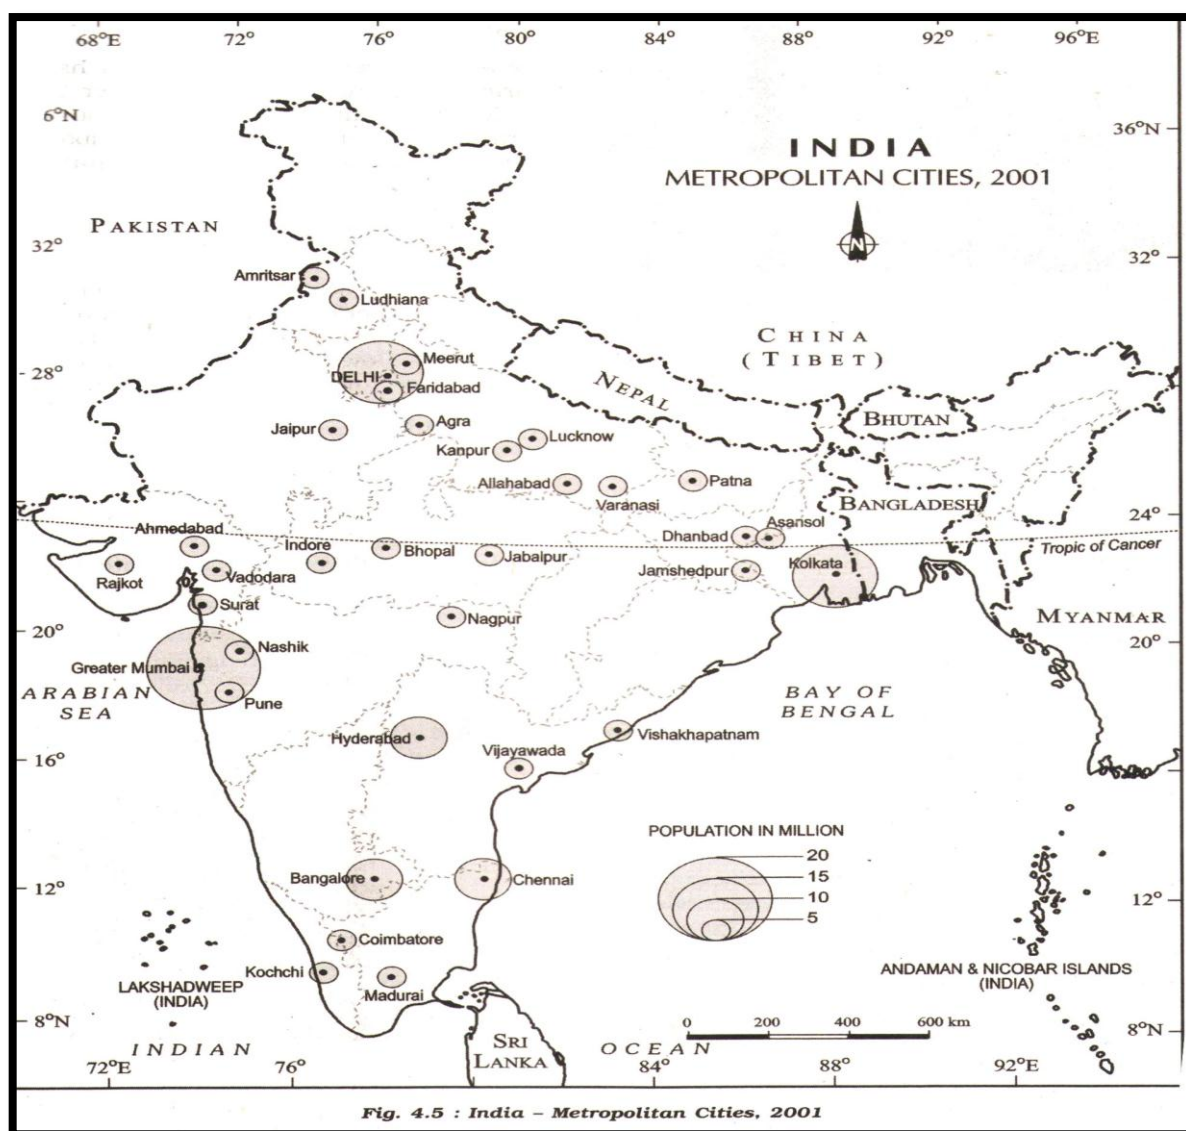 68°E 72° 76° 80° 84° 88° 92° 96°E
6°N
36°N
INDIA
METROPOLITAN CITIES, 2001
N
PAKISTAN
32°
32°
Amritsar
Ludhiana
CHINA
(TIBET)
Meerut
DELHI
Faridabad
28°
28°
NEPAL
BHUTAN
Jaipur
Agra
Lucknow
Kanpur
Allahabad
Varanasi
Patna
BANGLADESH
24°
24°
Ahmedabad
Dhanbad
Asansol
Tropic of Cancer
Indore
Bhopal
Jabalpur
Jamshedpur
Kolkata
Rajkot
Vadodara
Surat
Nagpur
MYANMAR
20°
20°
Nashik
Greater Mumbai
Pune
ARABIAN
SEA
BAY OF
BENGAL
Hyderabad
Vishakhapatnam
Vijayawada
16°
16°
POPULATION IN MILLION
20
15
10
5
Bangalore
Chennai
12°
12°
Coimbatore
Kochchi
Madurai
LAKSHADWEEP
(INDIA)
ANDAMAN & NICOBAR ISLANDS
(INDIA)
0 200 400 600 km
8°N
8°N
INDIAN
OCEAN
SRI
LANKA
72°E 76° 84° 88° 92°E
Fig. 4.5 : India – Metropolitan Cities, 2001